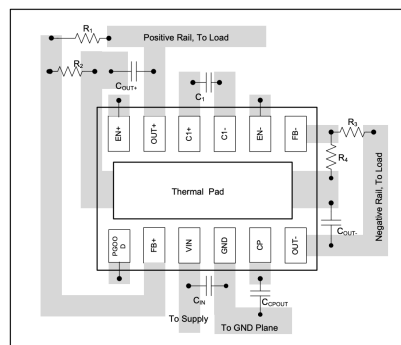 R1
Positive Rail, To Load
R2
COUT+
C1
EN+
OUT+
C1+
C1-
EN-
FB-
R3
R4
Thermal Pad
Negative Rail, To Load
COUT-
PGOO
D
FB+
VIN
GND
CP
OUT-
CIN
CCPOUT
To Supply
To GND Plane